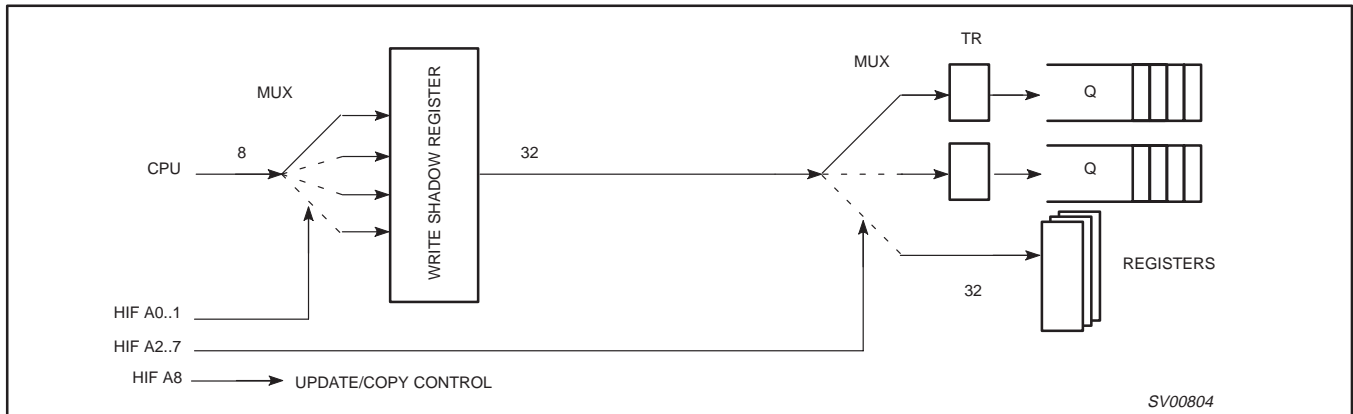 TR
MUX
Q
MUX
WRITE SHADOW REGISTER
8
32
CPU
Q
REGISTERS
32
HIF A0..1
HIF A2..7
HIF A8
UPDATE/COPY CONTROL
SV00804